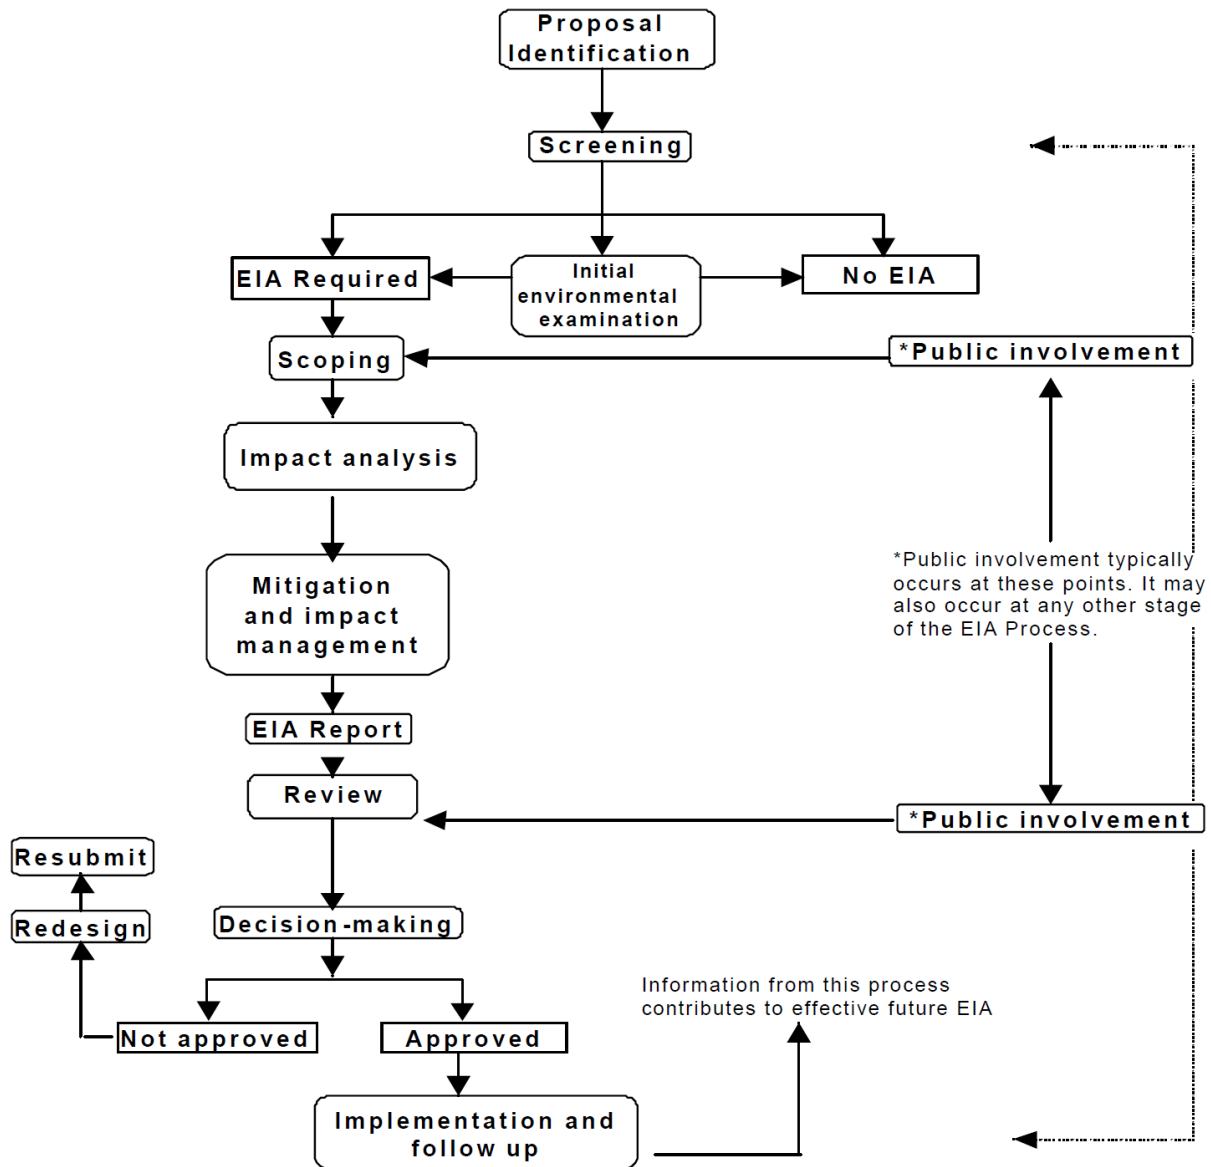 Proposal
Identification
Screening
EIA Required
Initial
environmental
examination
No EIA
Scoping
*Public involvement
Impact analysis
*Public involvement typically
occurs at these points. It may
also occur at any other stage
of the EIA Process.
Mitigation
and impact
management
EIA Report
Review
*Public involvement
Resubmit
Redesign
Decision-making
Information from this process
contributes to effective future EIA
Not approved
Approved
Implementation and
follow up